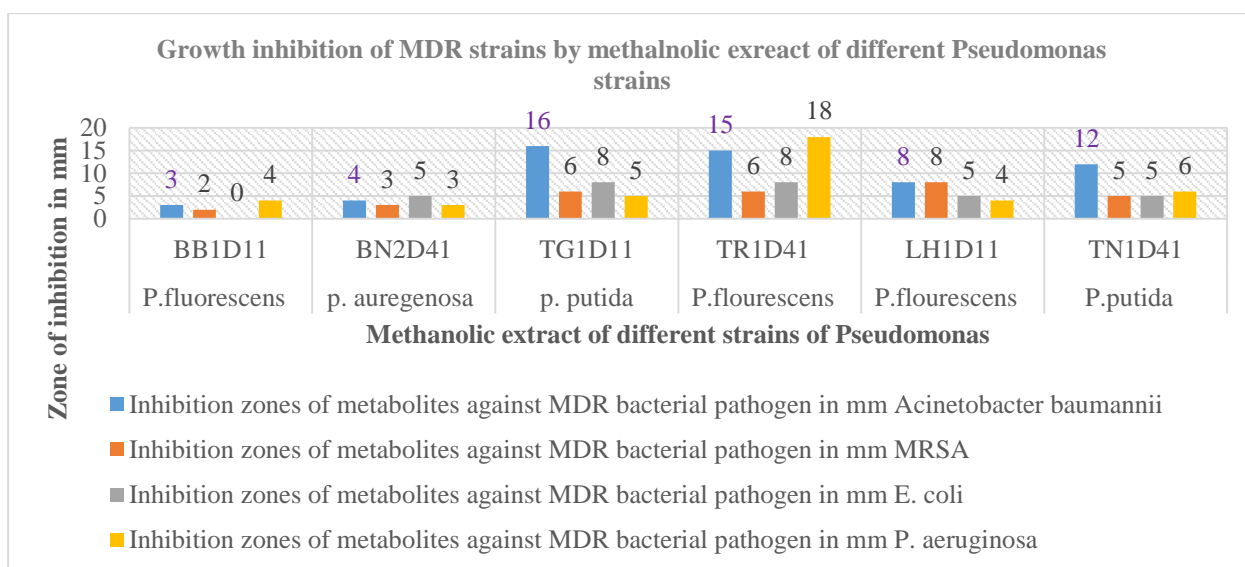 Growth inhibition of MDR strains by methalnolic exreact of different Pseudomonas
strains
Zone of inhibition in mm
20
15
10
5
0
3 2 0 4
4 3 5 3
16 6 8 5
15 6 8 18
8 8 5 4
12 5 5 6
BB1D11 BN2D41 TG1D11 TR1D41 LH1D11 TN1D41
P.fluorescens p. auregenosa p. putida P.flourescens P.flourescens P.putida
Methanolic extract of different strains of Pseudomonas
Inhibition zones of metabolites against MDR bacterial pathogen in mm Acinetobacter baumannii
Inhibition zones of metabolites against MDR bacterial pathogen in mm MRSA
Inhibition zones of metabolites against MDR bacterial pathogen in mm E. coli
Inhibition zones of metabolites against MDR bacterial pathogen in mm P. aeruginosa